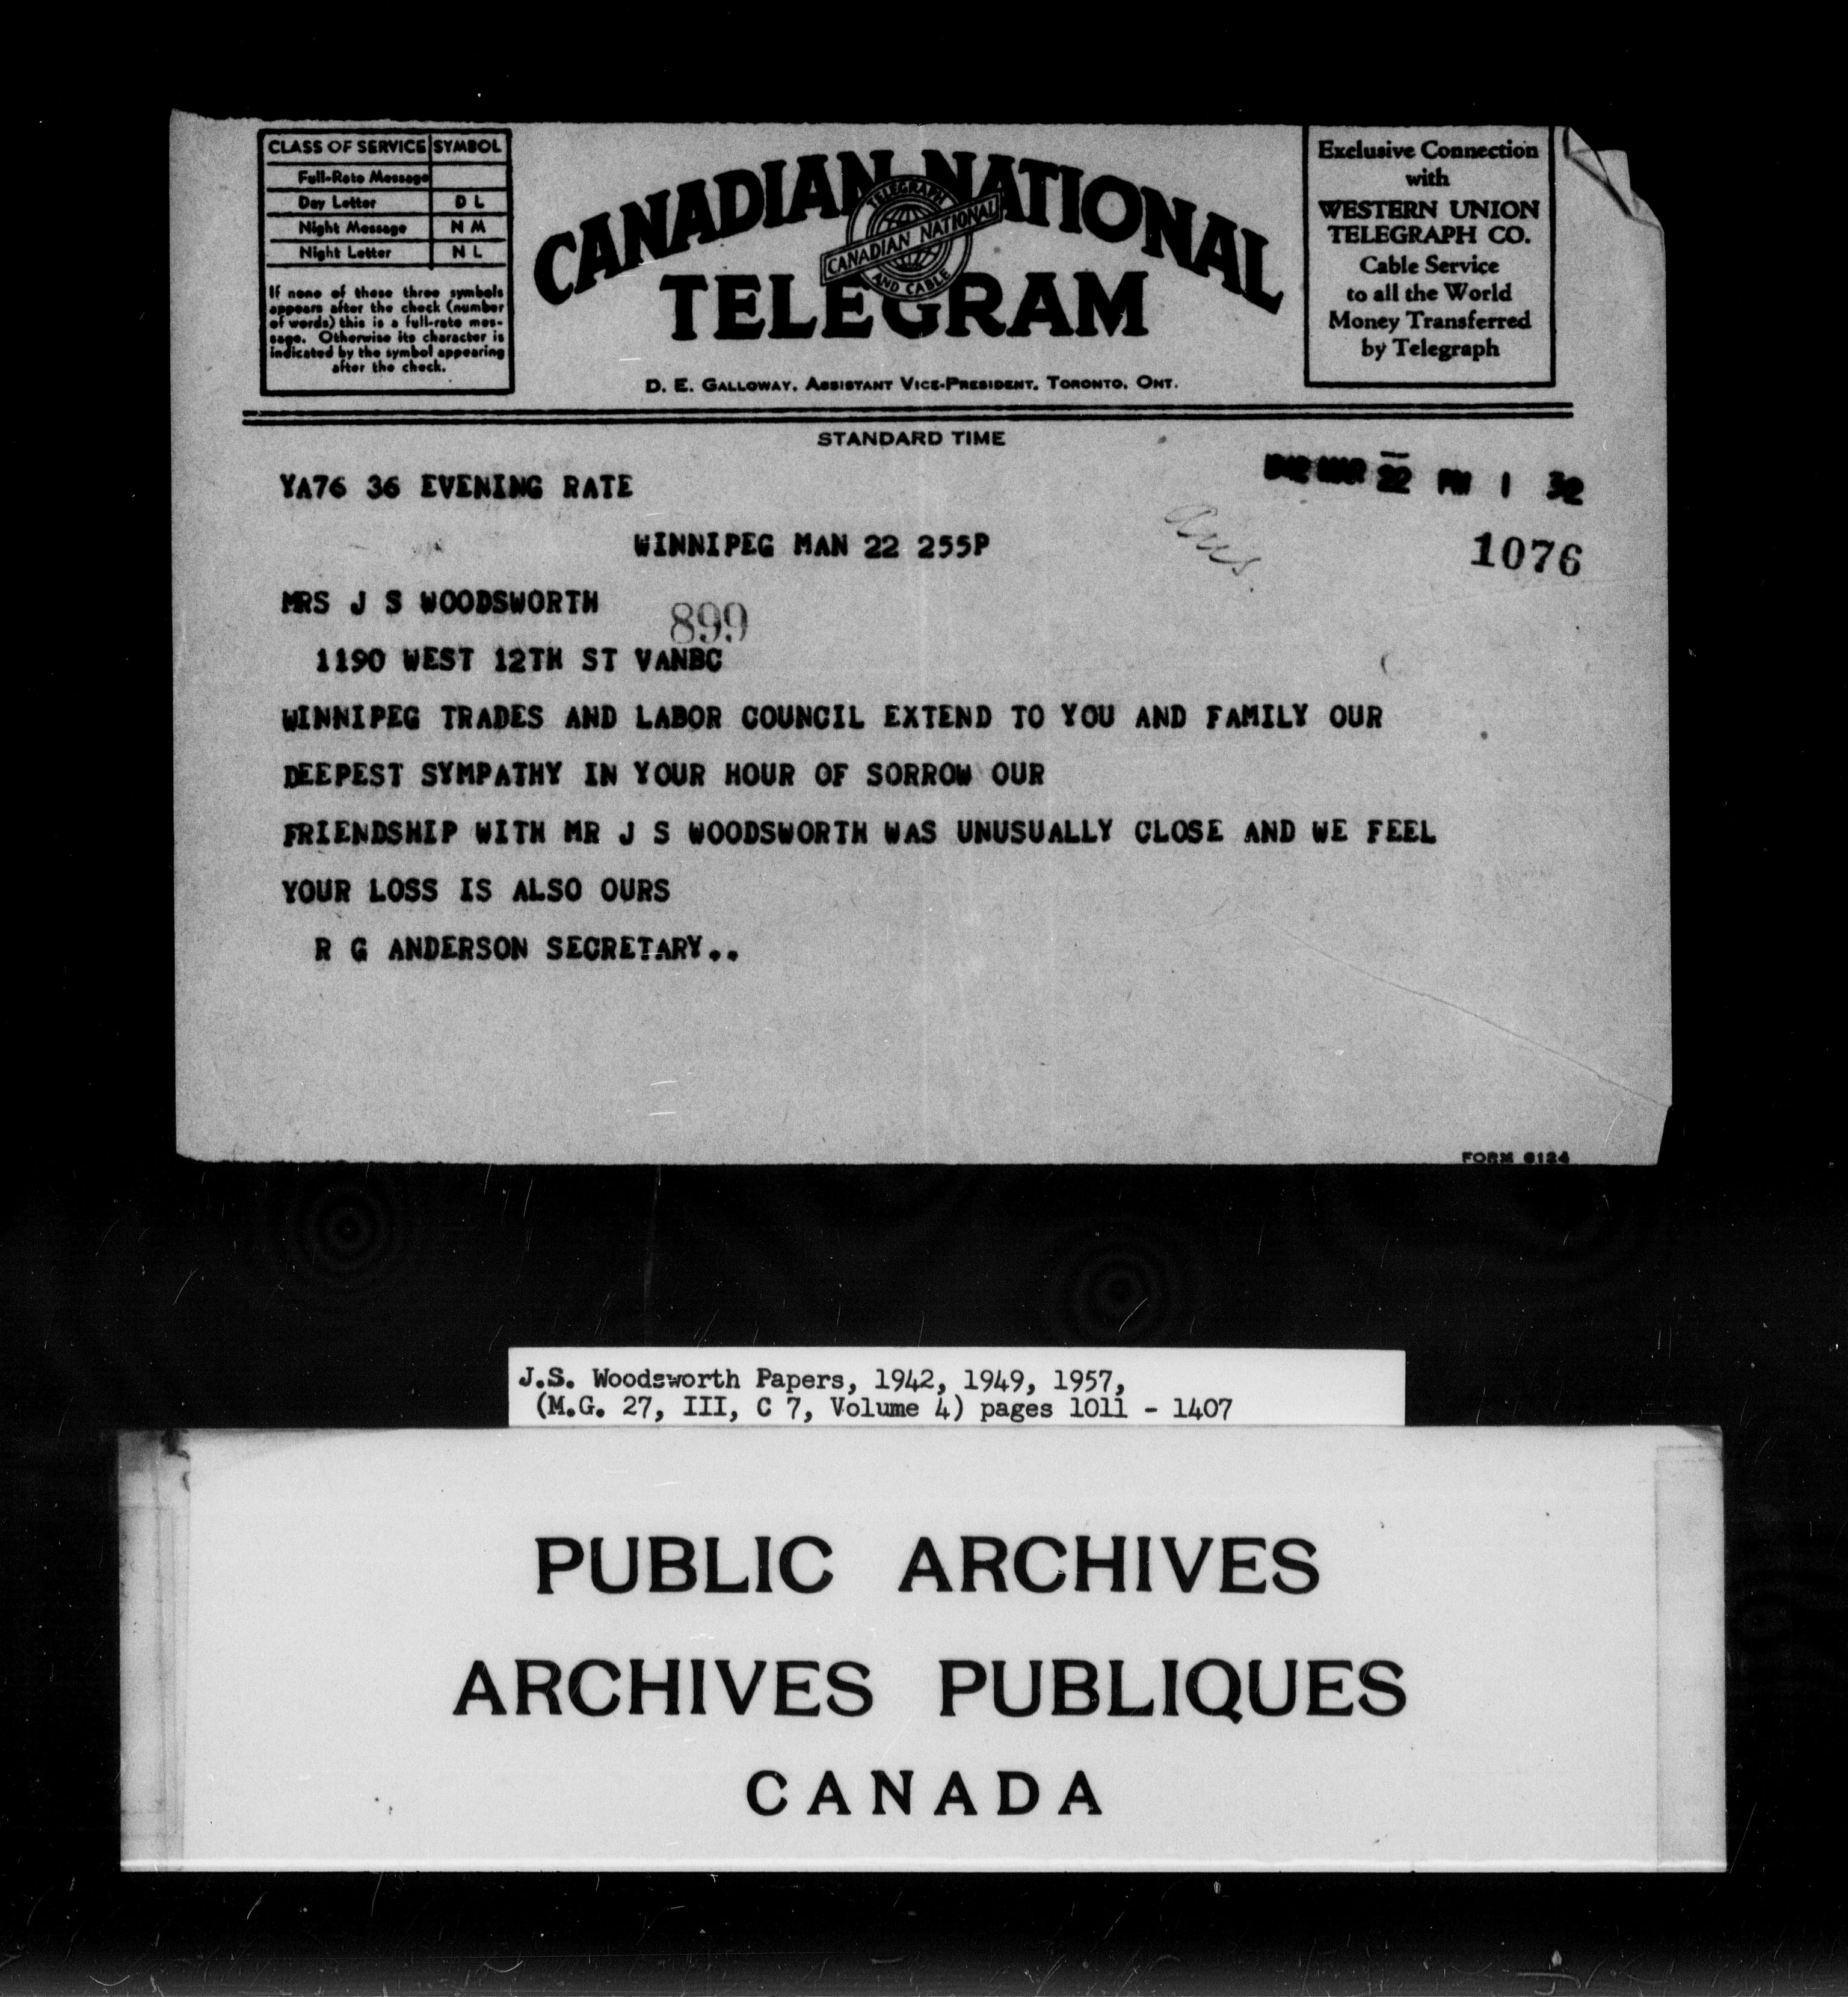 CLASS OF SERVICE SYMBOL
Full-Rate Message
Day Letter D L
Night Message N M
Night Letter N L
If none of these three symbols
appears after the check (number
of words) this is a full-rate mes-
sage. Otherwise its character is
indicated by the symbol appearing
after the check.
CANADIAN NATIONAL
TELEGRAPH
CANADIAN NATIONAL
AND CABLE
TELEGRAM
D. E. GALLOWAY, ASSISTANT VICE-PRESIDENT, TORONTO, ONT.
Exclusive Connection
with
WESTERN UNION
TELEGRAPH CO.
Cable Service
to all the World
Money Transferred
by Telegraph
STANDARD TIME
YA76 36 EVENING RATE
1942 MAR 22 PM 1 32
WINNIPEG MAN 22 255P
ans.
1076
MRS J S WOODSWORTH
899
1190 WEST 12TH ST VANBC
WINNIPEG TRADES AND LABOR COUNCIL EXTEND TO YOU AND FAMILY OUR
DEEPEST SYMPATHY IN YOUR HOUR OF SORROW OUR
FRIENDSHIP WITH MR J S WOODSWORTH WAS UNUSUALLY CLOSE AND WE FEEL
YOUR LOSS IS ALSO OURS
R G ANDERSON SECRETARY..
FORM 6124
J.S. Woodsworth Papers, 1942, 1949, 1957,
(M.G. 27, III, C 7, Volume 4) pages 1011 - 1407
PUBLIC ARCHIVES
ARCHIVES PUBLIQUES
CANADA